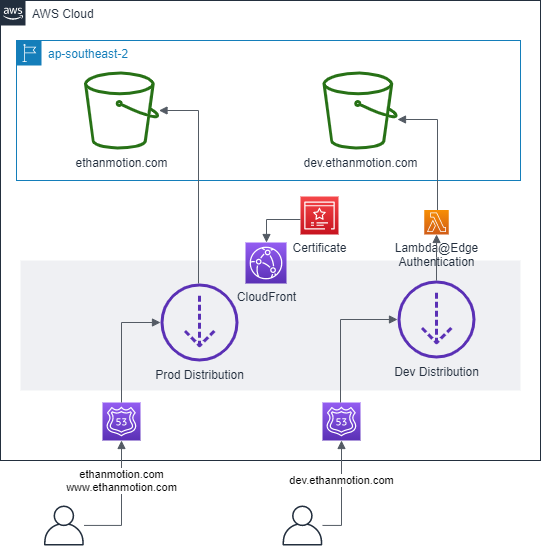 aws
AWS Cloud
ap-southeast-2
ethanmotion.com
dev.ethanmotion.com
Certificate
Lambda@Edge
Authentication
CloudFront
Prod Distribution
Dev Distribution
53
53
ethanmotion.com
www.ethanmotion.com
dev.ethanmotion.com